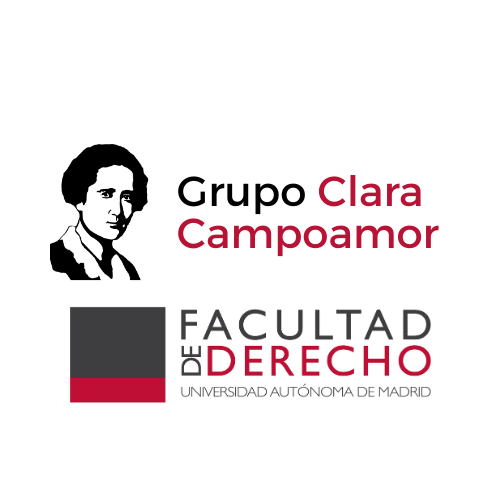 Grupo Clara
Campoamor
FACULTAD
DE DERECHO
UNIVERSIDAD AUTÓNOMA DE MADRID